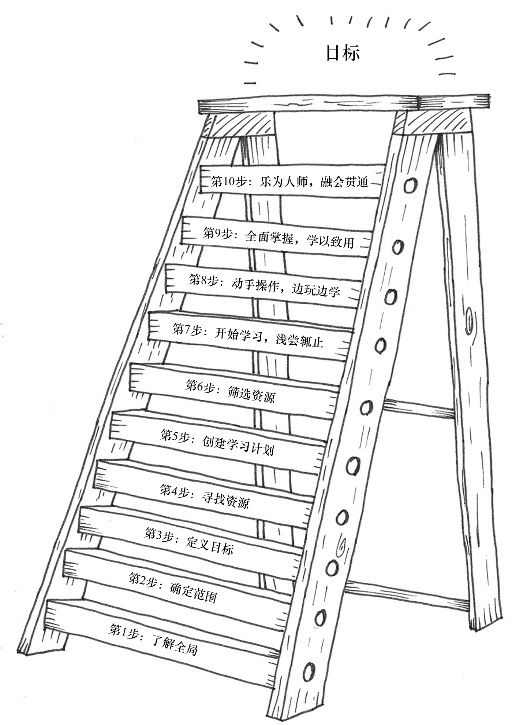 目标
第10步：乐为人师，融会贯通
第9步：全面掌握，学以致用
第8步：动手操作，边玩边学
第7步：开始学习，浅尝辄止
第6步：筛选资源
第5步：创建学习计划
第4步：寻找资源
第3步：定义目标
第2步：确定范围
第1步：了解全局